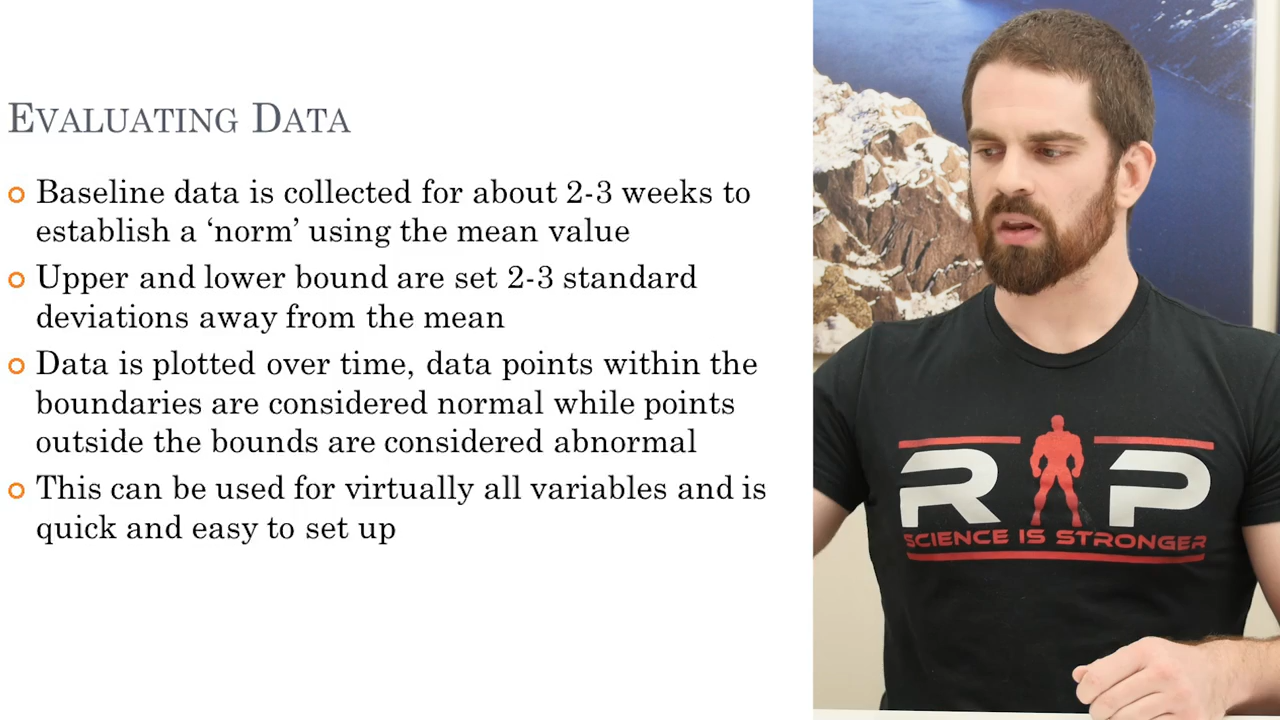 EVALUATING DATA
Baseline data is collected for about 2-3 weeks to
establish a ‘norm’ using the mean value
Upper and lower bound are set 2-3 standard
deviations away from the mean
Data is plotted over time, data points within the
boundaries are considered normal while points
outside the bounds are considered abnormal
This can be used for virtually all variables and is
quick and easy to set up
R P
SCIENCE IS STRONGER